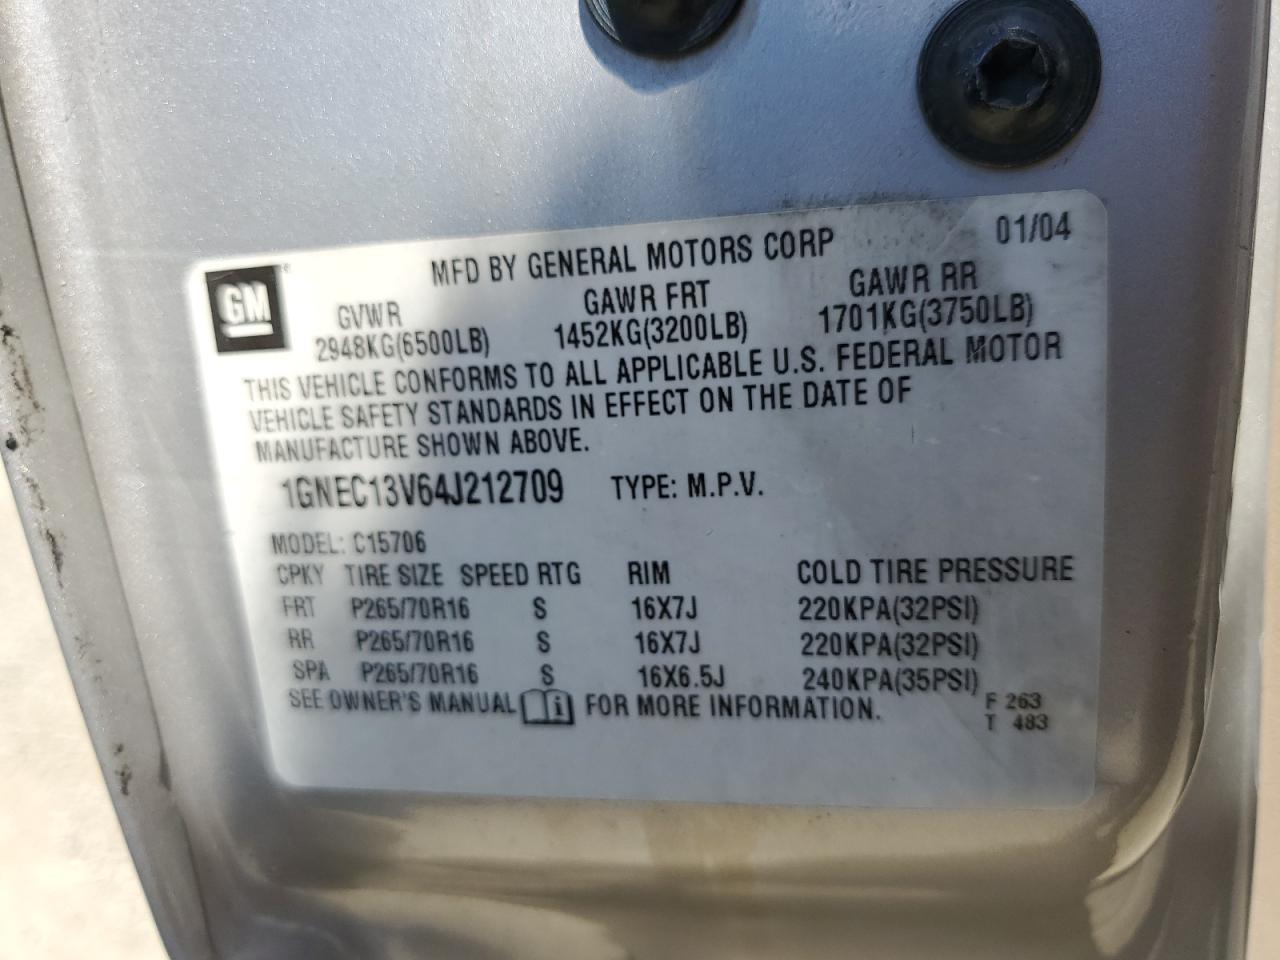 01/04
MFD BY GENERAL MOTORS CORP
GM
GVWR GAWR FRT GAWR RR
2948KG(6500LB) 1452KG(3200LB) 1701KG(3750LB)
THIS VEHICLE CONFORMS TO ALL APPLICABLE U.S. FEDERAL MOTOR
VEHICLE SAFETY STANDARDS IN EFFECT ON THE DATE OF
MANUFACTURE SHOWN ABOVE.
1GNEC13V64J212709 TYPE: M.P.V.
MODEL: C15706
CPKY TIRE SIZE SPEED RTG RIM COLD TIRE PRESSURE
FRT P265/70R16 S 16X7J 220KPA(32PSI)
RR P265/70R16 S 16X7J 220KPA(32PSI)
SPA P265/70R16 S 16X6.5J 240KPA(35PSI)
SEE OWNER'S MANUAL i FOR MORE INFORMATION.
F 263
T 483